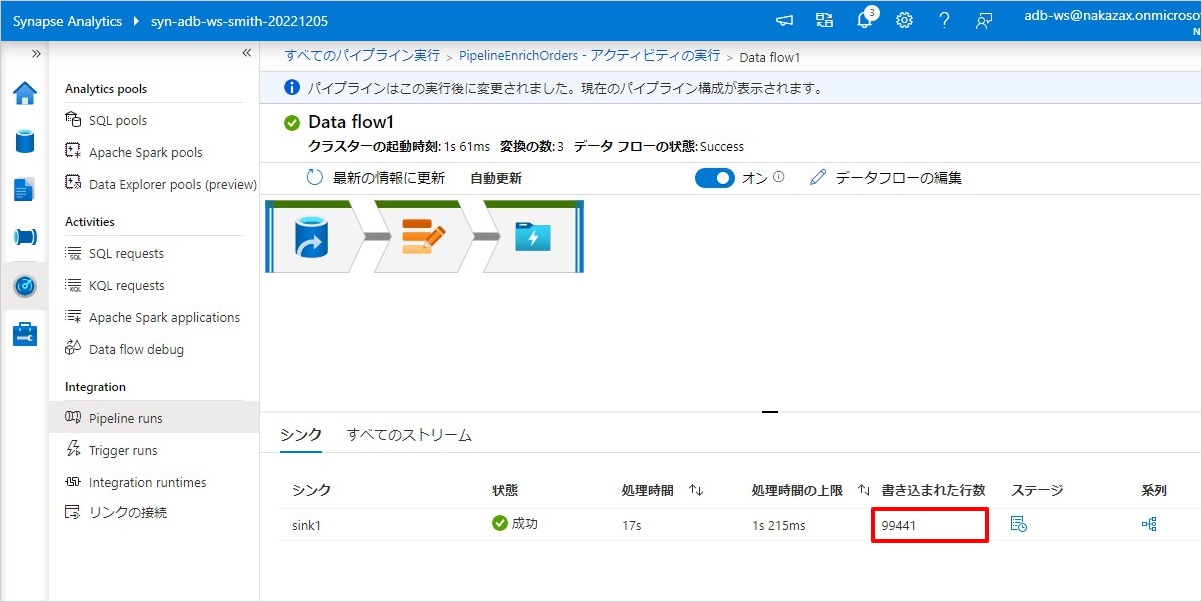 Synapse Analytics ▸ syn-adb-ws-smith-20221205
3
adb-ws@nakazax.onmicroso
N
» «
Analytics pools
SQL pools
Apache Spark pools
Data Explorer pools (preview)
Activities
SQL requests
KQL requests
Apache Spark applications
Data flow debug
Integration
Pipeline runs
Trigger runs
Integration runtimes
リンクの接続
すべてのパイプライン実行 > PipelineEnrichOrders - アクティビティの実行 > Data flow1
パイプラインはこの実行後に変更されました。現在のパイプライン構成が表示されます。
Data flow1
クラスターの起動時刻: 1s 61ms 変換の数: 3 データ フローの状態: Success
最新の情報に更新 自動更新 オン データフローの編集
シンク すべてのストリーム
シンク 状態 処理時間 ↑↓ 処理時間の上限 ↑↓ 書き込まれた行数 ステージ 系列
sink1 成功 17s 1s 215ms 99441